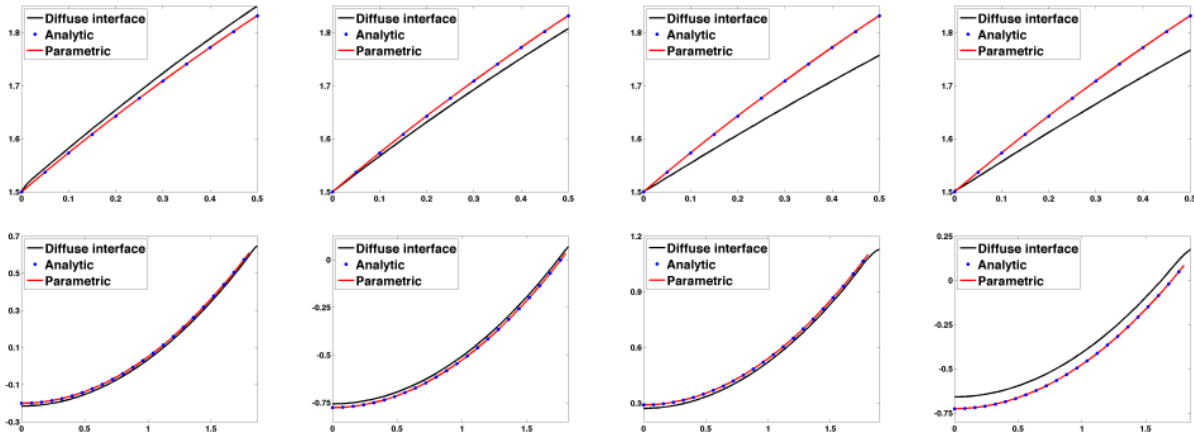 Diffuse interface
Analytic
Parametric
1.8
1.7
1.6
1.5
0 0.1 0.2 0.3 0.4 0.5
Diffuse interface
Analytic
Parametric
1.8
1.7
1.6
1.5
0 0.1 0.2 0.3 0.4 0.5
Diffuse interface
Analytic
Parametric
1.8
1.7
1.6
1.5
0 0.1 0.2 0.3 0.4 0.5
Diffuse interface
Analytic
Parametric
1.8
1.7
1.6
1.5
0 0.1 0.2 0.3 0.4 0.5
0.7
Diffuse interface
Analytic
Parametric
0.5
0.3
0.1
-0.1
-0.3
0 0.5 1 1.5
Diffuse interface
Analytic
Parametric
0
-0.25
-0.5
-0.75
0 0.5 1 1.5
1.2
Diffuse interface
Analytic
Parametric
0.9
0.6
0.3
0 0.5 1 1.5
0.25
Diffuse interface
Analytic
Parametric
0
-0.25
-0.5
-0.75
0 0.5 1 1.5